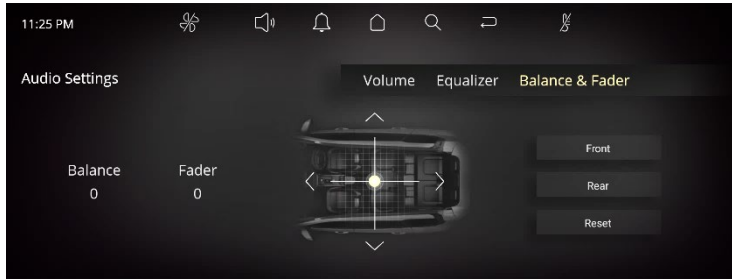 11:25 PM
Audio Settings
Volume Equalizer Balance & Fader
Balance Fader
0 0
Front
Rear
Reset